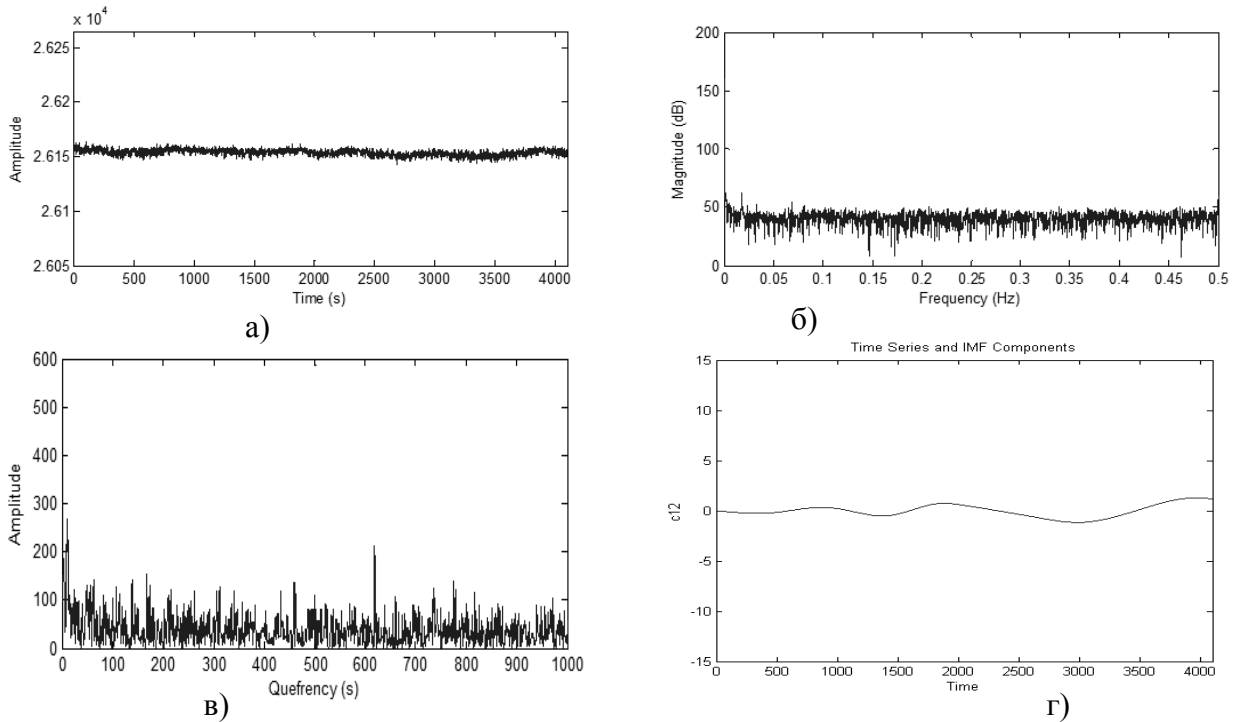 x 10⁴
2.625
2.62
2.615
2.61
2.605
Amplitude
0 500 1000 1500 2000 2500 3000 3500 4000
Time (s)
а)
200
150
100
50
0
Magnitude (dB)
0 0.05 0.1 0.15 0.2 0.25 0.3 0.35 0.4 0.45 0.5
Frequency (Hz)
б)
600
500
400
300
200
100
0
Amplitude
0 100 200 300 400 500 600 700 800 900 1000
Quefrency (s)
в)
Time Series and IMF Components
15
10
5
0
-5
-10
-15
c12
0 500 1000 1500 2000 2500 3000 3500 4000
Time
г)